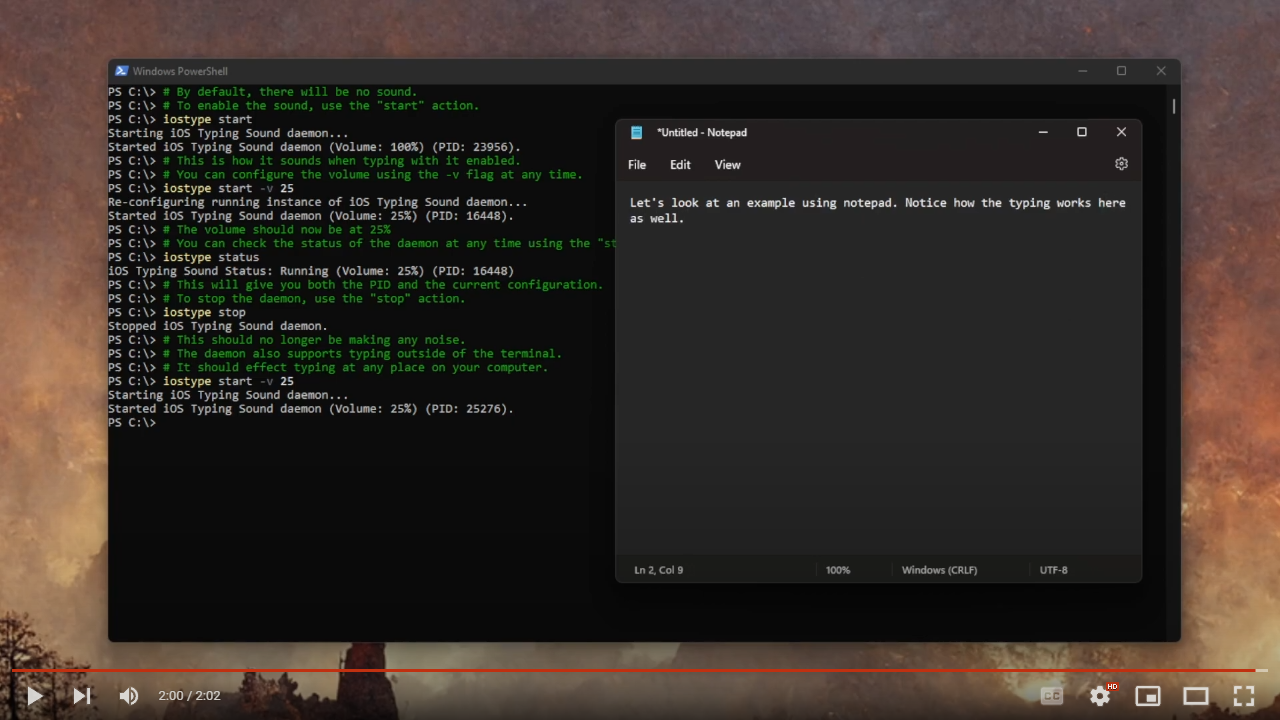 Windows PowerShell
PS C:\> # By default, there will be no sound.
PS C:\> # To enable the sound, use the "start" action.
PS C:\> iostype start
Starting iOS Typing Sound daemon...
Started iOS Typing Sound daemon (Volume: 100%) (PID: 23956).
PS C:\> # This is how it sounds when typing with it enabled.
PS C:\> # You can configure the volume using the -v flag at any time.
PS C:\> iostype start -v 25
Re-configuring running instance of iOS Typing Sound daemon...
Started iOS Typing Sound daemon (Volume: 25%) (PID: 16448).
PS C:\> # The volume should now be at 25%
PS C:\> # You can check the status of the daemon at any time using the "st
PS C:\> iostype status
iOS Typing Sound Status: Running (Volume: 25%) (PID: 16448)
PS C:\> # This will give you both the PID and the current configuration.
PS C:\> # To stop the daemon, use the "stop" action.
PS C:\> iostype stop
Stopped iOS Typing Sound daemon.
PS C:\> # This should no longer be making any noise.
PS C:\> # The daemon also supports typing outside of the terminal.
PS C:\> # It should effect typing at any place on your computer.
PS C:\> iostype start -v 25
Starting iOS Typing Sound daemon...
Started iOS Typing Sound daemon (Volume: 25%) (PID: 25276).
PS C:\>
*Untitled - Notepad
File Edit View
Let's look at an example using notepad. Notice how the typing works here
as well.
Ln 2, Col 9 100% Windows (CRLF) UTF-8
2:00 / 2:02 CC HD